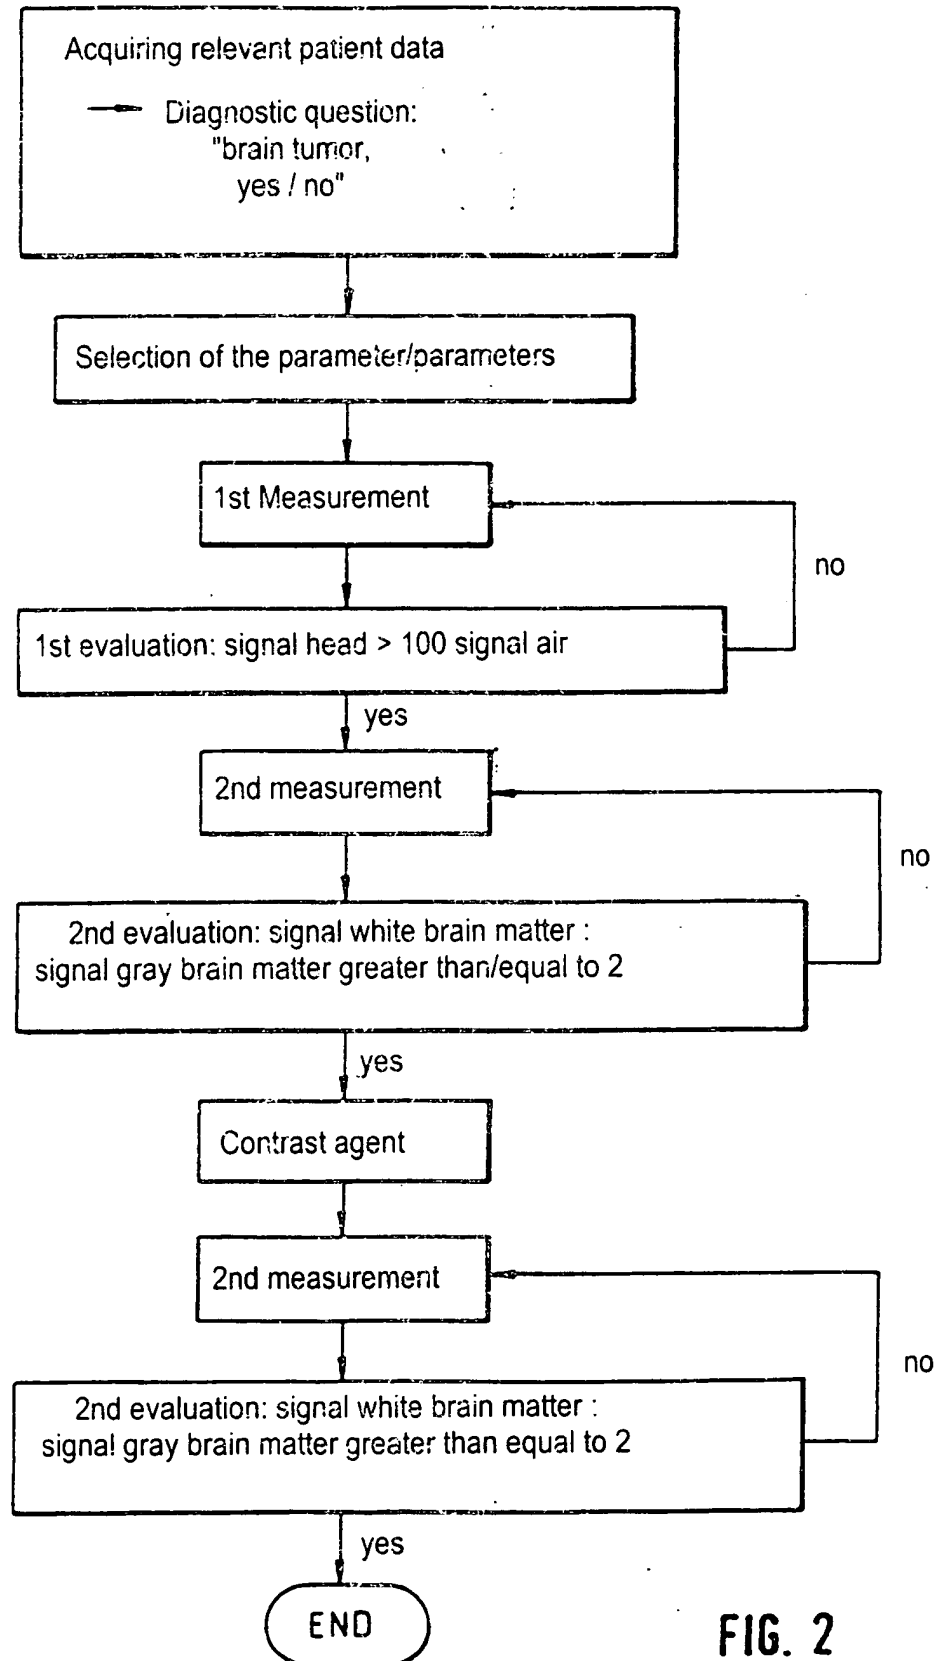 Acquiring relevant patient data
Diagnostic question:
"brain tumor,
yes / no"
Selection of the parameter/parameters
1st Measurement
no
1st evaluation: signal head > 100 signal air
yes
2nd measurement
no
2nd evaluation: signal white brain matter :
signal gray brain matter greater than/equal to 2
yes
Contrast agent
2nd measurement
no
2nd evaluation: signal white brain matter :
signal gray brain matter greater than equal to 2
yes
END
FIG. 2